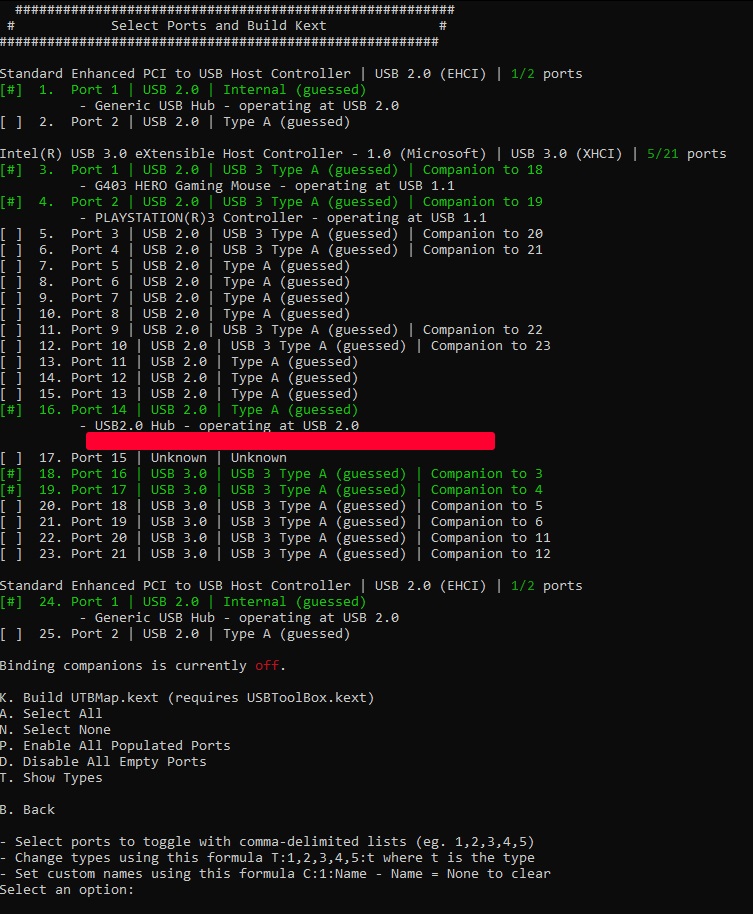 #######################################################
#            Select Ports and Build Kext              #
#######################################################
Standard Enhanced PCI to USB Host Controller | USB 2.0 (EHCI) | 1/2 ports
[#]  1.  Port 1 | USB 2.0 | Internal (guessed)
- Generic USB Hub - operating at USB 2.0
[ ]  2.  Port 2 | USB 2.0 | Type A (guessed)
Intel(R) USB 3.0 eXtensible Host Controller - 1.0 (Microsoft) | USB 3.0 (XHCI) | 5/21 ports
[#]  3.  Port 1 | USB 2.0 | USB 3 Type A (guessed) | Companion to 18
- G403 HERO Gaming Mouse - operating at USB 1.1
[#]  4.  Port 2 | USB 2.0 | USB 3 Type A (guessed) | Companion to 19
- PLAYSTATION(R)3 Controller - operating at USB 1.1
[ ]  5.  Port 3 | USB 2.0 | USB 3 Type A (guessed) | Companion to 20
[ ]  6.  Port 4 | USB 2.0 | USB 3 Type A (guessed) | Companion to 21
[ ]  7.  Port 5 | USB 2.0 | Type A (guessed)
[ ]  8.  Port 6 | USB 2.0 | Type A (guessed)
[ ]  9.  Port 7 | USB 2.0 | Type A (guessed)
[ ]  10. Port 8 | USB 2.0 | Type A (guessed)
[ ]  11. Port 9 | USB 2.0 | USB 3 Type A (guessed) | Companion to 22
[ ]  12. Port 10 | USB 2.0 | USB 3 Type A (guessed) | Companion to 23
[ ]  13. Port 11 | USB 2.0 | Type A (guessed)
[ ]  14. Port 12 | USB 2.0 | Type A (guessed)
[ ]  15. Port 13 | USB 2.0 | Type A (guessed)
[#]  16. Port 14 | USB 2.0 | Type A (guessed)
- USB2.0 Hub - operating at USB 2.0
[ ]  17. Port 15 | Unknown | Unknown
[#]  18. Port 16 | USB 3.0 | USB 3 Type A (guessed) | Companion to 3
[#]  19. Port 17 | USB 3.0 | USB 3 Type A (guessed) | Companion to 4
[ ]  20. Port 18 | USB 3.0 | USB 3 Type A (guessed) | Companion to 5
[ ]  21. Port 19 | USB 3.0 | USB 3 Type A (guessed) | Companion to 6
[ ]  22. Port 20 | USB 3.0 | USB 3 Type A (guessed) | Companion to 11
[ ]  23. Port 21 | USB 3.0 | USB 3 Type A (guessed) | Companion to 12
Standard Enhanced PCI to USB Host Controller | USB 2.0 (EHCI) | 1/2 ports
[#]  24. Port 1 | USB 2.0 | Internal (guessed)
- Generic USB Hub - operating at USB 2.0
[ ]  25. Port 2 | USB 2.0 | Type A (guessed)
Binding companions is currently off.
K. Build UTBMap.kext (requires USBToolBox.kext)
A. Select All
N. Select None
P. Enable All Populated Ports
D. Disable All Empty Ports
T. Show Types
B. Back
- Select ports to toggle with comma-delimited lists (eg. 1,2,3,4,5)
- Change types using this formula T:1,2,3,4,5:t where t is the type
- Set custom names using this formula C:1:Name - Name = None to clear
Select an option: